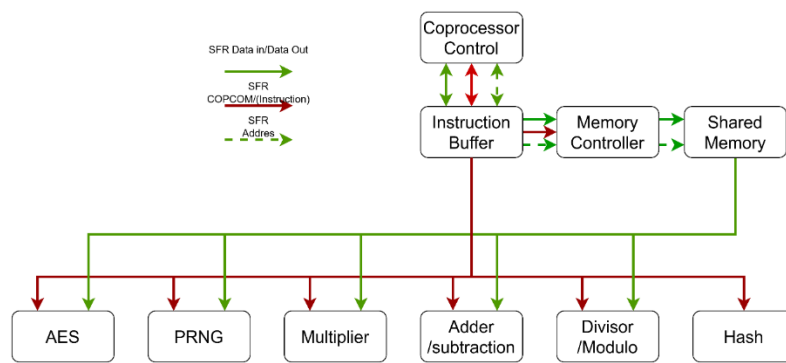 Coprocessor
Control
SFR Data in/Data Out
SFR
COPCOM/(Instruction)
SFR
Addres
Instruction
Buffer
Memory
Controller
Shared
Memory
AES
PRNG
Multiplier
Adder
/subtraction
Divisor
/Modulo
Hash